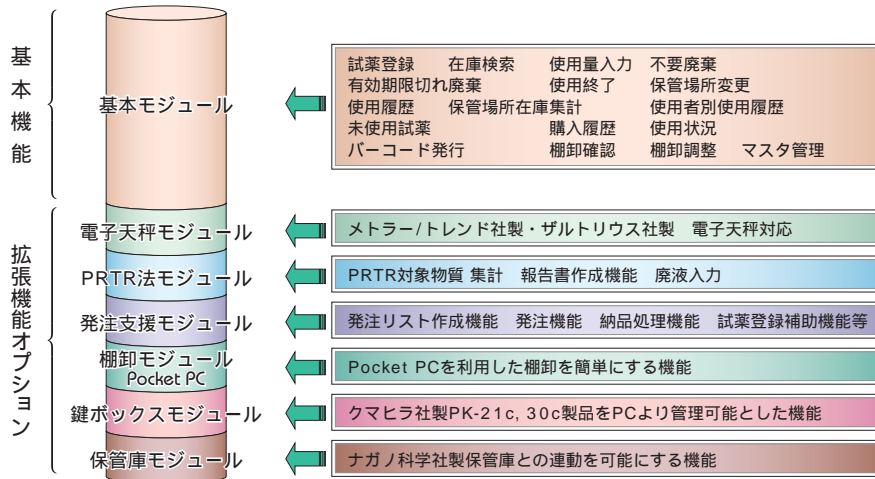 基本機能
基本モジュール
試薬登録 在庫検索 使用量入力 不要廃棄
有効期限切れ廃棄 使用終了 保管場所変更
使用履歴 保管場所在庫集計 使用者別使用履歴
未使用試薬 購入履歴 使用状況
バーコード発行 棚卸確認 棚卸調整 マスタ管理
拡張機能オプション
電子天秤モジュール
メトラー/トレンド社製・ザルトリウス社製 電子天秤対応
PRTR法モジュール
PRTR対象物質 集計 報告書作成機能 廃液入力
発注支援モジュール
発注リスト作成機能 発注機能 納品処理機能 試薬登録補助機能等
棚卸モジュール
Pocket PC
Pocket PCを利用した棚卸を簡単にする機能
鍵ボックスモジュール
クマヒラ社製PK-21c, 30c製品をPCより管理可能とした機能
保管庫モジュール
ナガノ科学社製保管庫との連動を可能にする機能